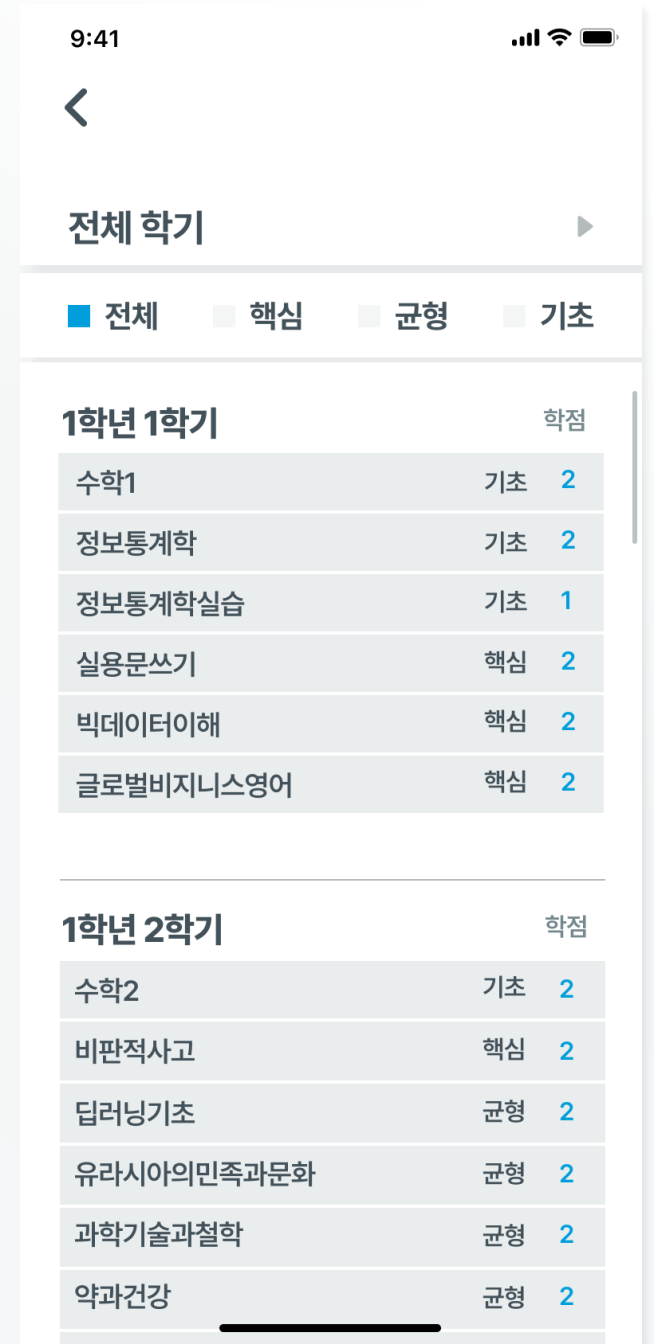 9:41
전체 학기
전체 핵심 균형 기초
1학년 1학기 학점
수학1 기초 2
정보통계학 기초 2
정보통계학실습 기초 1
실용문쓰기 핵심 2
빅데이터이해 핵심 2
글로벌비지니스영어 핵심 2
1학년 2학기 학점
수학2 기초 2
비판적사고 핵심 2
딥러닝기초 균형 2
유라시아의민족과문화 균형 2
과학기술과철학 균형 2
약과건강 균형 2